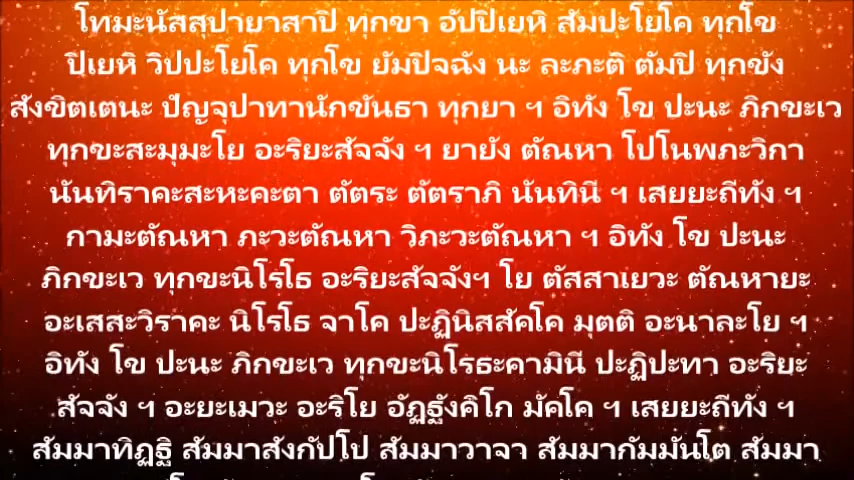 โทมะนัสสุปายาสาปิ ทุกขา อัปปิเยหิ สัมปะโยโค ทุกโข
ปิเยหิ วิปปะโยโค ทุกโข ยัมปิจฉัง นะ ละภะติ ตัมปิ ทุกขัง
สังขิตเตนะ ปัญจุปาทานักขันธา ทุกยา ฯ อิทัง โข ปะนะ ภิกขะเว
ทุกขะสะมุมะโย อะริยะสัจจัง ฯ ยายัง ตัณหา โปโนพภะวิกา
นันทิราคะสะหะคะตา ตัตระ ตัตราภิ นันทินี ฯ เสยยะถีทัง ฯ
กามะตัณหา ภะวะตัณหา วิภะวะตัณหา ฯ อิทัง โข ปะนะ
ภิกขะเว ทุกขะนิโรโธ อะริยะสัจจังฯ โย ตัสสาเยวะ ตัณหายะ
อะเสสะวิราคะ นิโรโธ จาโค ปะฏินิสสัคโค มุตติ อะนาละโย ฯ
อิทัง โข ปะนะ ภิกขะเว ทุกขะนิโรธะคามินี ปะฏิปะทา อะริยะ
สัจจัง ฯ อะยะเมวะ อะริโย อัฏฐังคิโก มัคโค ฯ เสยยะถีทัง ฯ
สัมมาทิฏฐิ สัมมาสังกัปโป สัมมาวาจา สัมมากัมมันโต สัมมา